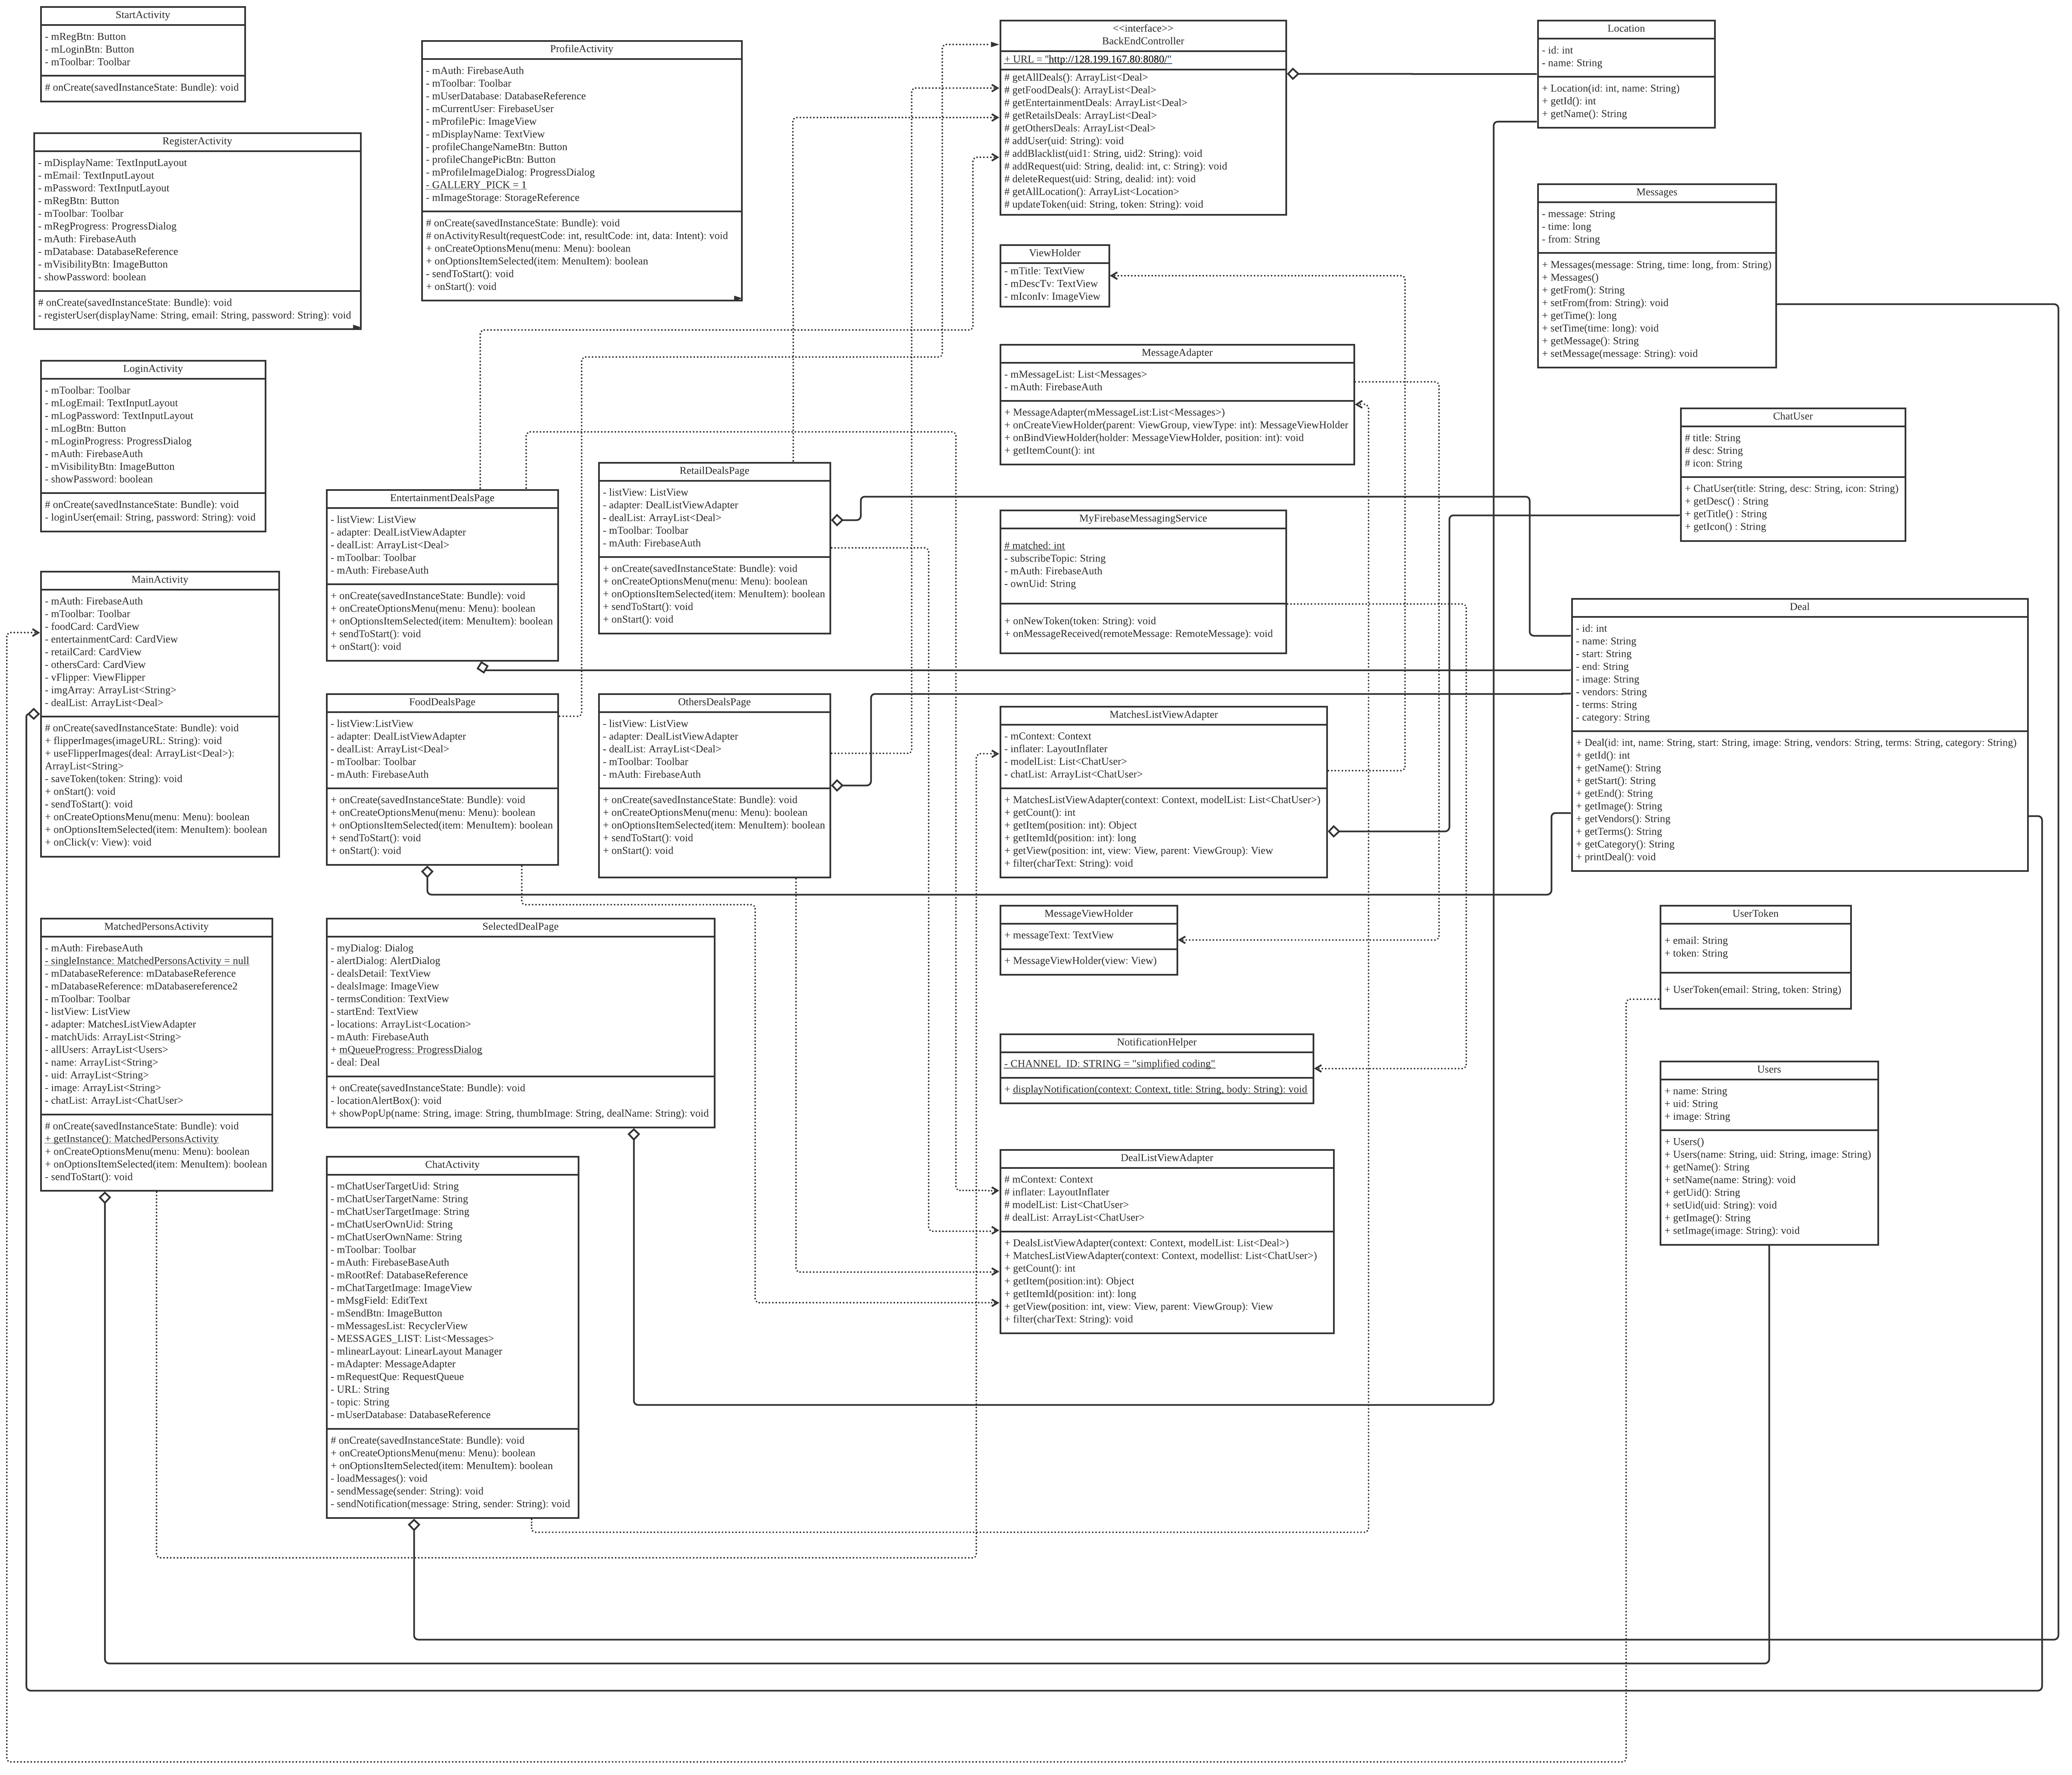 StartActivity
- mRegBtn: Button
- mLoginBtn: Button
- mToolbar: Toolbar
# onCreate(savedInstanceState: Bundle): void
RegisterActivity
- mDisplayName: TextInputLayout
- mEmail: TextInputLayout
- mPassword: TextInputLayout
- mRegBtn: Button
- mToolbar: Toolbar
- mRegProgress: ProgressDialog
- mAuth: FirebaseAuth
- mDatabase: DatabaseReference
- mVisibilityBtn: ImageButton
- showPassword: boolean
# onCreate(savedInstanceState: Bundle): void
- registerUser(displayName: String, email: String, password: String): void
LoginActivity
- mToolbar: Toolbar
- mLogEmail: TextInputLayout
- mLogPassword: TextInputLayout
- mLogBtn: Button
- mLoginProgress: ProgressDialog
- mAuth: FirebaseAuth
- mVisibilityBtn: ImageButton
- showPassword: boolean
# onCreate(savedInstanceState: Bundle): void
- loginUser(email: String, password: String): void
MainActivity
- mAuth: FirebaseAuth
- mToolbar: Toolbar
- foodCard: CardView
- entertainmentCard: CardView
- retailCard: CardView
- othersCard: CardView
- vFlipper: ViewFlipper
- imgArray: ArrayList<String>
- dealList: ArrayList<Deal>
# onCreate(savedInstanceState: Bundle): void
+ flipperImages(imageURL: String): void
+ useFlipperImages(deal: ArrayList<Deal>):
ArrayList<String>
- saveToken(token: String): void
+ onStart(): void
- sendToStart(): void
+ onCreateOptionsMenu(menu: Menu): boolean
+ onOptionsItemSelected(item: MenuItem): boolean
+ onClick(v: View): void
MatchedPersonsActivity
- mAuth: FirebaseAuth
- singleInstance: MatchedPersonsActivity = null
- mDatabaseReference: mDatabaseReference
- mDatabaseReference: mDatabasereference2
- mToolbar: Toolbar
- listView: ListView
- adapter: MatchesListViewAdapter
- matchUids: ArrayList<String>
- allUsers: ArrayList<Users>
- name: ArrayList<String>
- uid: ArrayList<String>
- image: ArrayList<String>
- chatList: ArrayList<ChatUser>
# onCreate(savedInstanceState: Bundle): void
+ getInstance(): MatchedPersonsActivity
+ onCreateOptionsMenu(menu: Menu): boolean
+ onOptionsItemSelected(item: MenuItem): boolean
- sendToStart(): void
ProfileActivity
- mAuth: FirebaseAuth
- mToolbar: Toolbar
- mUserDatabase: DatabaseReference
- mCurrentUser: FirebaseUser
- mProfilePic: ImageView
- mDisplayName: TextView
- profileChangeNameBtn: Button
- profileChangePicBtn: Button
- mProfileImageDialog: ProgressDialog
- GALLERY_PICK = 1
- mImageStorage: StorageReference
# onCreate(savedInstanceState: Bundle): void
# onActivityResult(requestCode: int, resultCode: int, data: Intent): void
+ onCreateOptionsMenu(menu: Menu): boolean
+ onOptionsItemSelected(item: MenuItem): boolean
- sendToStart(): void
+ onStart(): void
EntertainmentDealsPage
- listView: ListView
- adapter: DealListViewAdapter
- dealList: ArrayList<Deal>
- mToolbar: Toolbar
- mAuth: FirebaseAuth
+ onCreate(savedInstanceState: Bundle): void
+ onCreateOptionsMenu(menu: Menu): boolean
+ onOptionsItemSelected(item: MenuItem): boolean
+ sendToStart(): void
+ onStart(): void
RetailDealsPage
- listView: ListView
- adapter: DealListViewAdapter
- dealList: ArrayList<Deal>
- mToolbar: Toolbar
- mAuth: FirebaseAuth
+ onCreate(savedInstanceState: Bundle): void
+ onCreateOptionsMenu(menu: Menu): boolean
+ onOptionsItemSelected(item: MenuItem): boolean
+ sendToStart(): void
+ onStart(): void
FoodDealsPage
- listView:ListView
- adapter: DealListViewAdapter
- dealList: ArrayList<Deal>
- mToolbar: Toolbar
- mAuth: FirebaseAuth
+ onCreate(savedInstanceState: Bundle): void
+ onCreateOptionsMenu(menu: Menu): boolean
+ onOptionsItemSelected(item: MenuItem): boolean
+ sendToStart(): void
+ onStart(): void
OthersDealsPage
- listView: ListView
- adapter: DealListViewAdapter
- dealList: ArrayList<Deal>
- mToolbar: Toolbar
- mAuth: FirebaseAuth
+ onCreate(savedInstanceState: Bundle): void
+ onCreateOptionsMenu(menu: Menu): boolean
+ onOptionsItemSelected(item: MenuItem): boolean
+ sendToStart(): void
+ onStart(): void
SelectedDealPage
- myDialog: Dialog
- alertDialog: AlertDialog
- dealsDetail: TextView
- dealsImage: ImageView
- termsCondition: TextView
- startEnd: TextView
- locations: ArrayList<Location>
- mAuth: FirebaseAuth
+ mQueueProgress: ProgressDialog
- deal: Deal
+ onCreate(savedInstanceState: Bundle): void
- locationAlertBox(): void
+ showPopUp(name: String, image: String, thumbImage: String, dealName: String): void
ChatActivity
- mChatUserTargetUid: String
- mChatUserTargetName: String
- mChatUserTargetImage: String
- mChatUserOwnUid: String
- mChatUserOwnName: String
- mToolbar: Toolbar
- mAuth: FirebaseBaseAuth
- mRootRef: DatabaseReference
- mChatTargetImage: ImageView
- mMsgField: EditText
- mSendBtn: ImageButton
- mMessagesList: RecyclerView
- MESSAGES_LIST: List<Messages>
- mlinearLayout: LinearLayout Manager
- mAdapter: MessageAdapter
- mRequestQue: RequestQueue
- URL: String
- topic: String
- mUserDatabase: DatabaseReference
# onCreate(savedInstanceState: Bundle): void
+ onCreateOptionsMenu(menu: Menu): boolean
+ onOptionsItemSelected(item: MenuItem): boolean
- loadMessages(): void
- sendMessage(sender: String): void
- sendNotification(message: String, sender: String): void
<<interface>>
BackEndController
+ URL = "http://128.199.167.80:8080/"
# getAllDeals(): ArrayList<Deal>
# getFoodDeals(): ArrayList<Deal>
# getEntertainmentDeals: ArrayList<Deal>
# getRetailsDeals: ArrayList<Deal>
# getOthersDeals: ArrayList<Deal>
# addUser(uid: String): void
# addBlacklist(uid1: String, uid2: String): void
# addRequest(uid: String, dealid: int, c: String): void
# deleteRequest(uid: String, dealid: int): void
# getAllLocation(): ArrayList<Location>
# updateToken(uid: String, token: String): void
ViewHolder
- mTitle: TextView
- mDescTv: TextView
- mIconIv: ImageView
MessageAdapter
- mMessageList: List<Messages>
- mAuth: FirebaseAuth
+ MessageAdapter(mMessageList:List<Messages>)
+ onCreateViewHolder(parent: ViewGroup, viewType: int): MessageViewHolder
+ onBindViewHolder(holder: MessageViewHolder, position: int): void
+ getItemCount(): int
MyFirebaseMessagingService
# matched: int
- subscribeTopic: String
- mAuth: FirebaseAuth
- ownUid: String
+ onNewToken(token: String): void
+ onMessageReceived(remoteMessage: RemoteMessage): void
MatchesListViewAdapter
- mContext: Context
- inflater: LayoutInflater
- modelList: List<ChatUser>
- chatList: ArrayList<ChatUser>
+ MatchesListViewAdapter(context: Context, modelList: List<ChatUser>)
+ getCount(): int
+ getItem(position: int): Object
+ getItemId(position: int): long
+ getView(position: int, view: View, parent: ViewGroup): View
+ filter(charText: String): void
MessageViewHolder
+ messageText: TextView
+ MessageViewHolder(view: View)
NotificationHelper
- CHANNEL_ID: STRING = "simplified coding"
+ displayNotification(context: Context, title: String, body: String): void
DealListViewAdapter
# mContext: Context
# inflater: LayoutInflater
# modelList: List<ChatUser>
# dealList: ArrayList<ChatUser>
+ DealsListViewAdapter(context: Context, modelList: List<Deal>)
+ MatchesListViewAdapter(context: Context, modellist: List<ChatUser>)
+ getCount(): int
+ getItem(position:int): Object
+ getItemId(position: int): long
+ getView(position: int, view: View, parent: ViewGroup): View
+ filter(charText: String): void
Location
- id: int
- name: String
+ Location(id: int, name: String)
+ getId(): int
+ getName(): String
Messages
- message: String
- time: long
- from: String
+ Messages(message: String, time: long, from: String)
+ Messages()
+ getFrom(): String
+ setFrom(from: String): void
+ getTime(): long
+ setTime(time: long): void
+ getMessage(): String
+ setMessage(message: String): void
ChatUser
# title: String
# desc: String
# icon: String
+ ChatUser(title: String, desc: String, icon: String)
+ getDesc() : String
+ getTitle() : String
+ getIcon() : String
Deal
- id: int
- name: String
- start: String
- end: String
- image: String
- vendors: String
- terms: String
- category: String
+ Deal(id: int, name: String, start: String, image: String, vendors: String, terms: String, category: String)
+ getId(): int
+ getName(): String
+ getStart(): String
+ getEnd(): String
+ getImage(): String
+ getVendors(): String
+ getTerms(): String
+ getCategory(): String
+ printDeal(): void
UserToken
+ email: String
+ token: String
+ UserToken(email: String, token: String)
Users
+ name: String
+ uid: String
+ image: String
+ Users()
+ Users(name: String, uid: String, image: String)
+ getName(): String
+ setName(name: String): void
+ getUid(): String
+ setUid(uid: String): void
+ getImage(): String
+ setImage(image: String): void